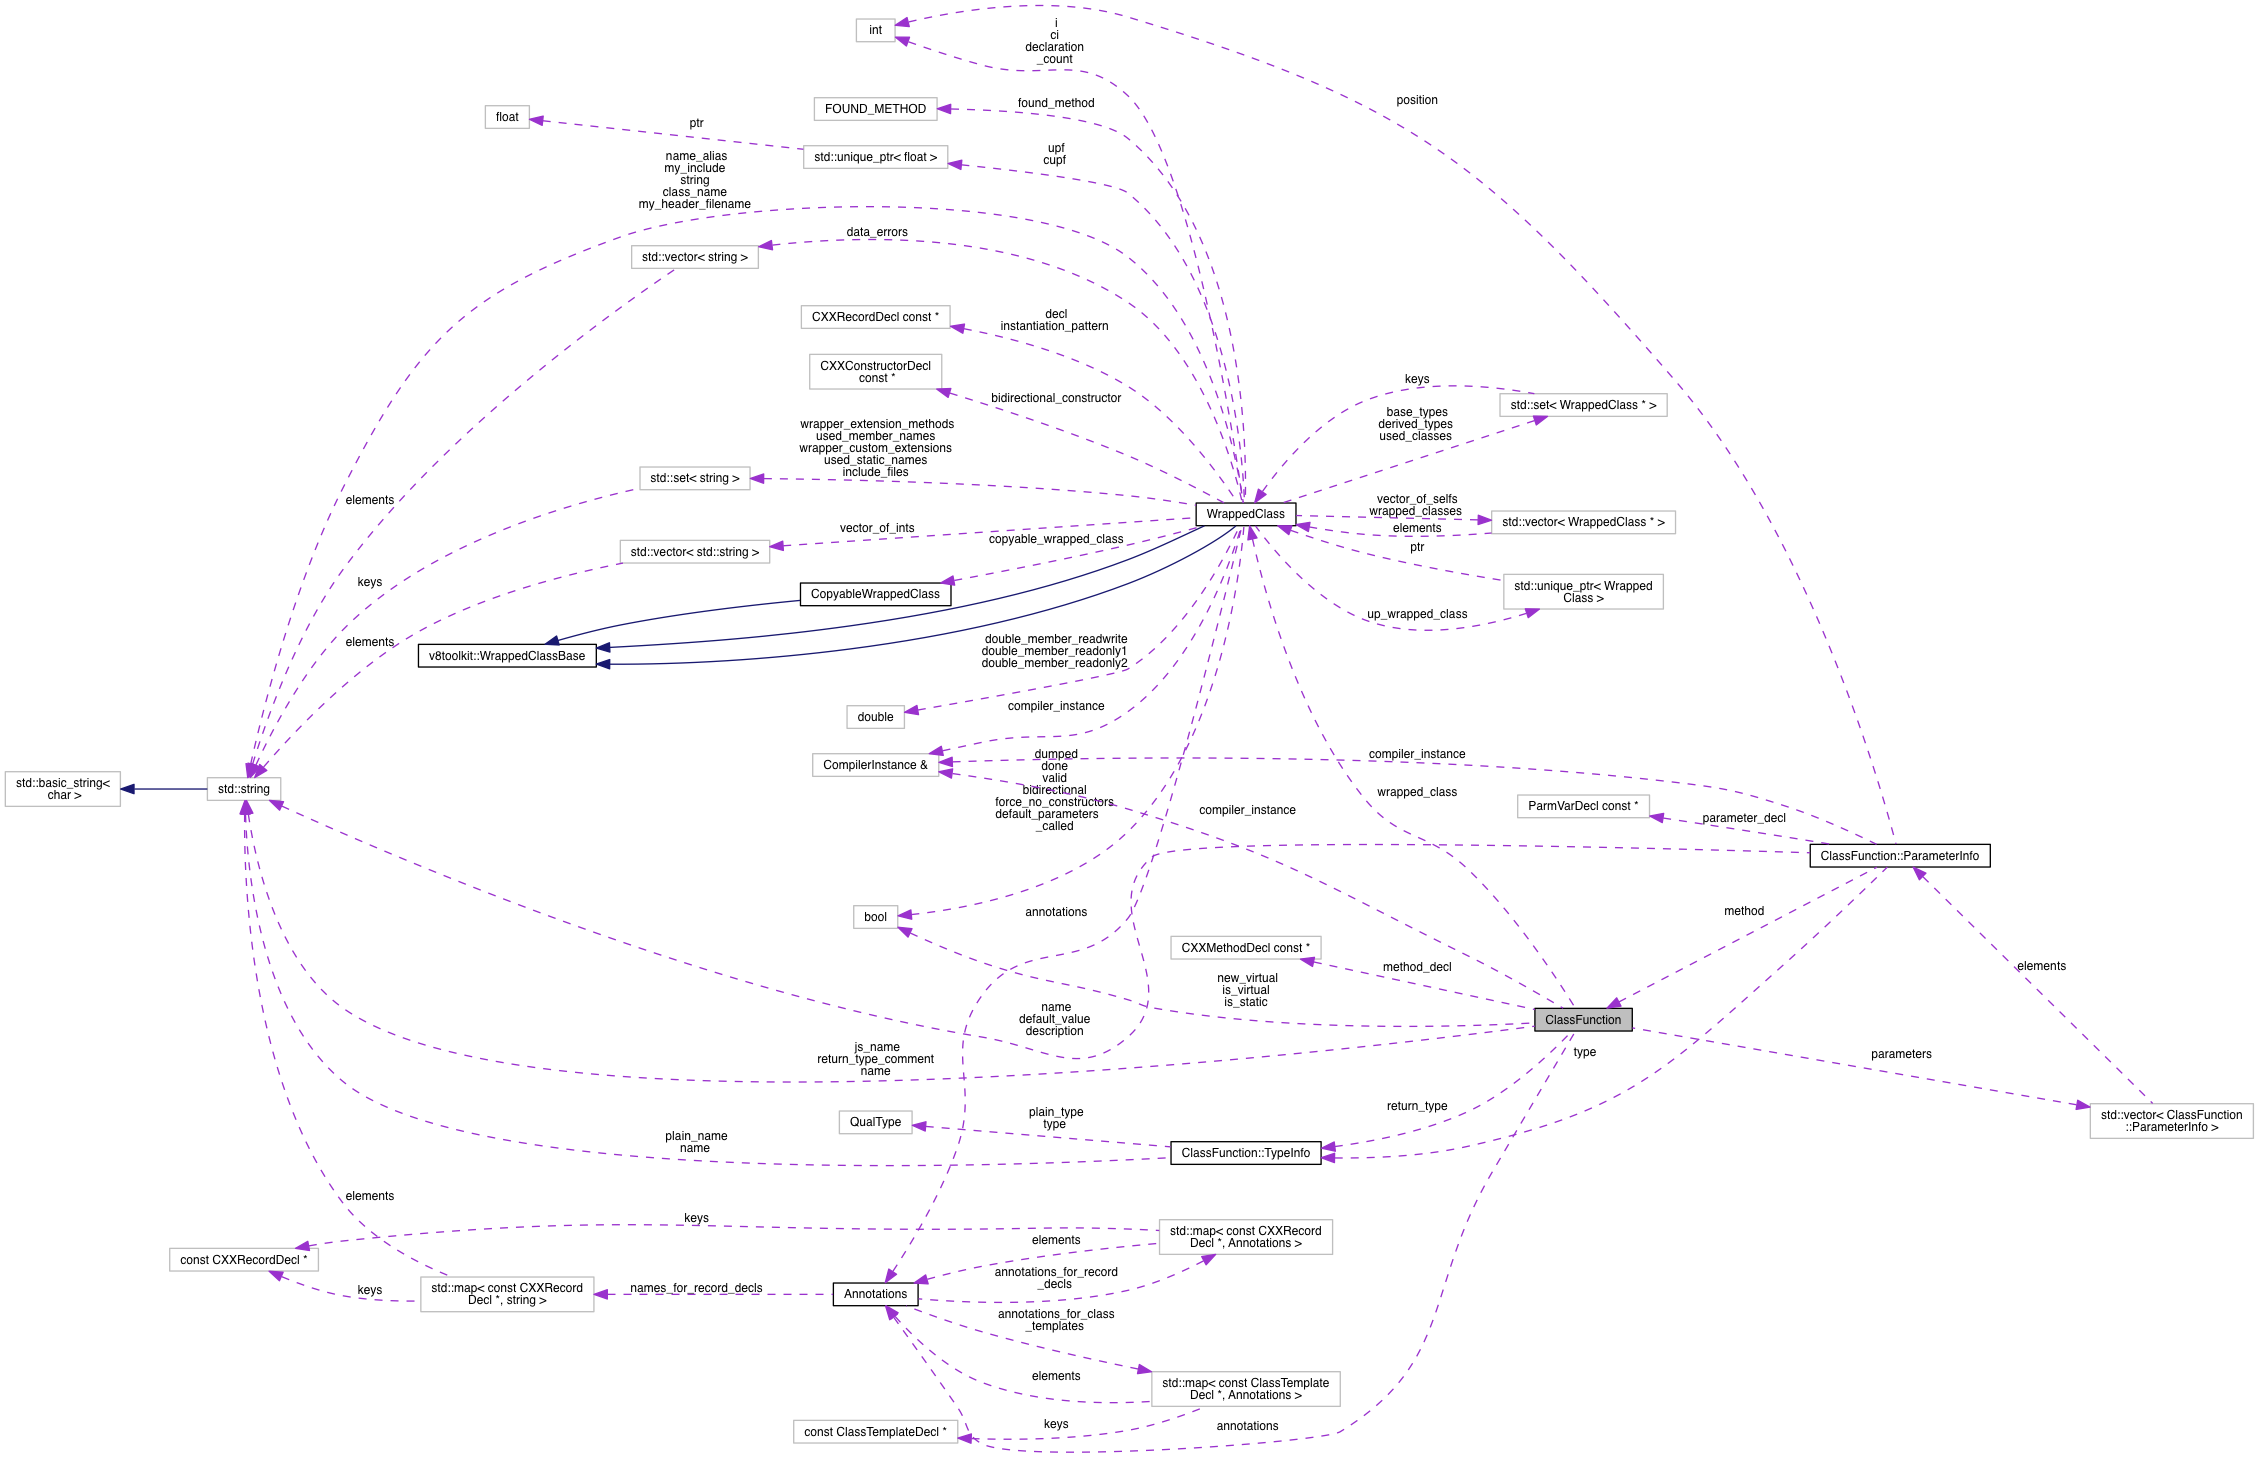 int
i
ci
declaration
_count
position
FOUND_METHOD
found_method
float
ptr
std::unique_ptr< float >
upf
cupf
name_alias
my_include
string
class_name
my_header_filename
std::vector< string >
data_errors
CXXRecordDecl const *
decl
instantiation_pattern
CXXConstructorDecl
const *
bidirectional_constructor
keys
std::set< WrappedClass * >
base_types
derived_types
used_classes
wrapper_extension_methods
used_member_names
wrapper_custom_extensions
used_static_names
include_files
std::set< string >
elements
WrappedClass
vector_of_selfs
wrapped_classes
elements
std::vector< WrappedClass * >
std::vector< std::string >
vector_of_ints
copyable_wrapped_class
ptr
std::unique_ptr< Wrapped
Class >
up_wrapped_class
keys
CopyableWrappedClass
elements
v8toolkit::WrappedClassBase
double_member_readwrite
double_member_readonly1
double_member_readonly2
double
compiler_instance
CompilerInstance &
compiler_instance
std::basic_string<
char >
std::string
dumped
done
valid
bidirectional
force_no_constructors
default_parameters
_called
compiler_instance
wrapped_class
ParmVarDecl const *
parameter_decl
ClassFunction::ParameterInfo
bool
annotations
method
CXXMethodDecl const *
method_decl
elements
new_virtual
is_virtual
is_static
name
default_value
description
ClassFunction
js_name
return_type_comment
name
type
parameters
return_type
QualType
plain_type
type
std::vector< ClassFunction
::ParameterInfo >
plain_name
name
ClassFunction::TypeInfo
elements
keys
std::map< const CXXRecord
Decl *, Annotations >
elements
const CXXRecordDecl *
keys
std::map< const CXXRecord
Decl *, string >
names_for_record_decls
Annotations
annotations_for_record
_decls
annotations_for_class
_templates
elements
std::map< const ClassTemplate
Decl *, Annotations >
keys
const ClassTemplateDecl *
annotations